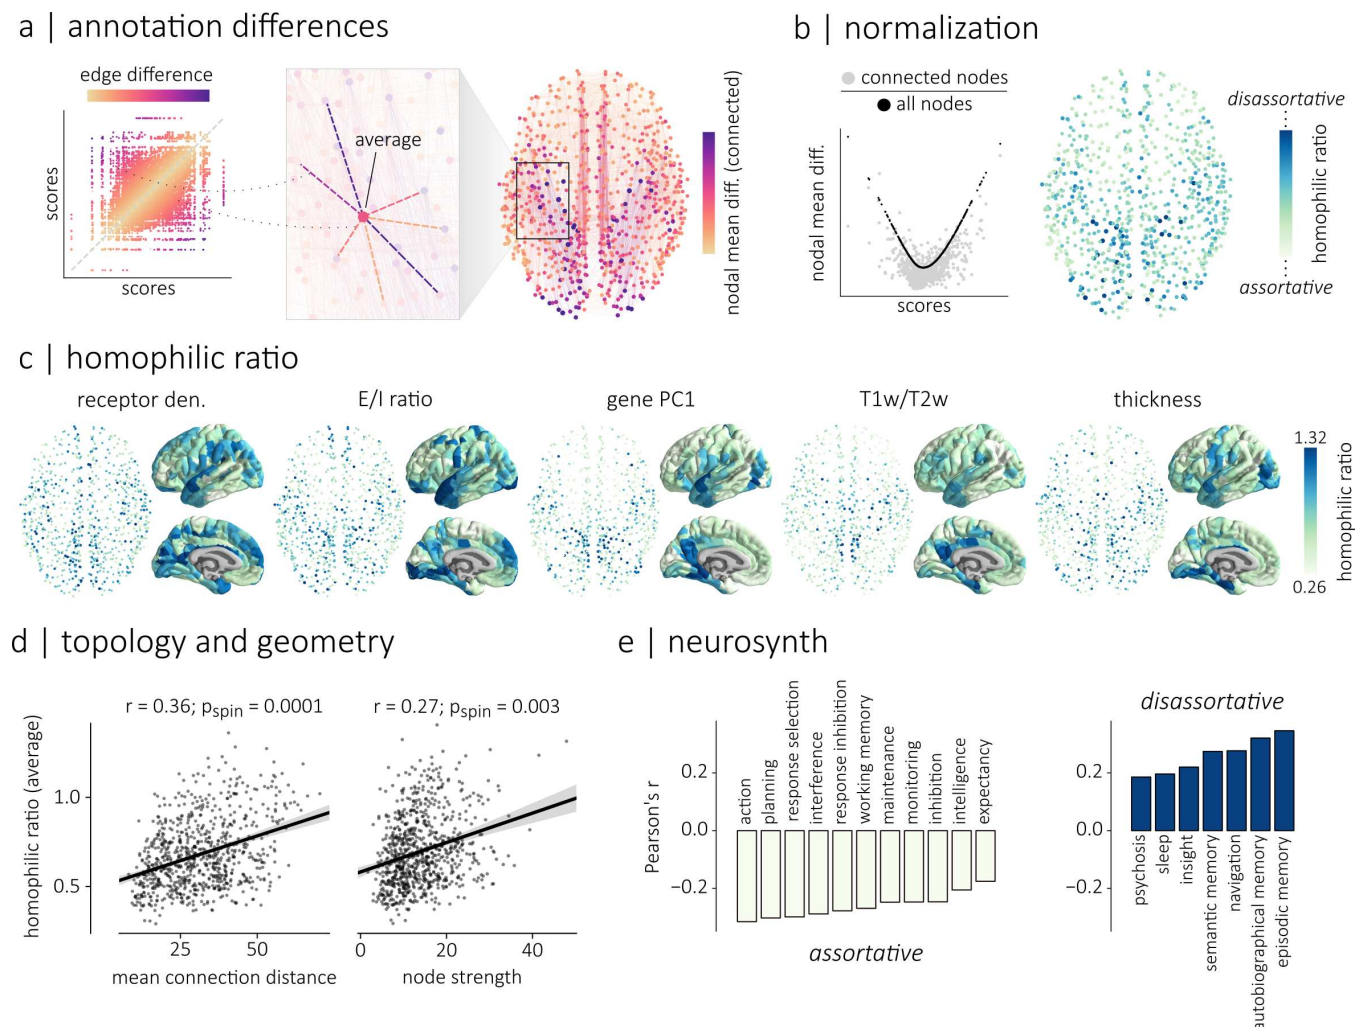 a | annotation differences
edge difference
scores
scores
average
nodal mean diff. (connected)
b | normalization
connected nodes
all nodes
nodal mean diff.
scores
disassortative
homophilic ratio
assortative
c | homophilic ratio
receptor den.
E/I ratio
gene PC1
T1w/T2w
thickness
1.32
0.26
homophilic ratio
d | topology and geometry
r = 0.36; pspin = 0.0001
r = 0.27; pspin = 0.003
homophilic ratio (average)
1.0
0.5
25
50
mean connection distance
0
20
40
node strength
e | neurosynth
Pearson's r
0.2
0.0
−0.2
action
planning
response selection
interference
response inhibition
working memory
maintenance
monitoring
inhibition
intelligence
expectancy
assortative
disassortative
0.2
0.0
−0.2
psychosis
sleep
insight
semantic memory
navigation
autobiographical memory
episodic memory